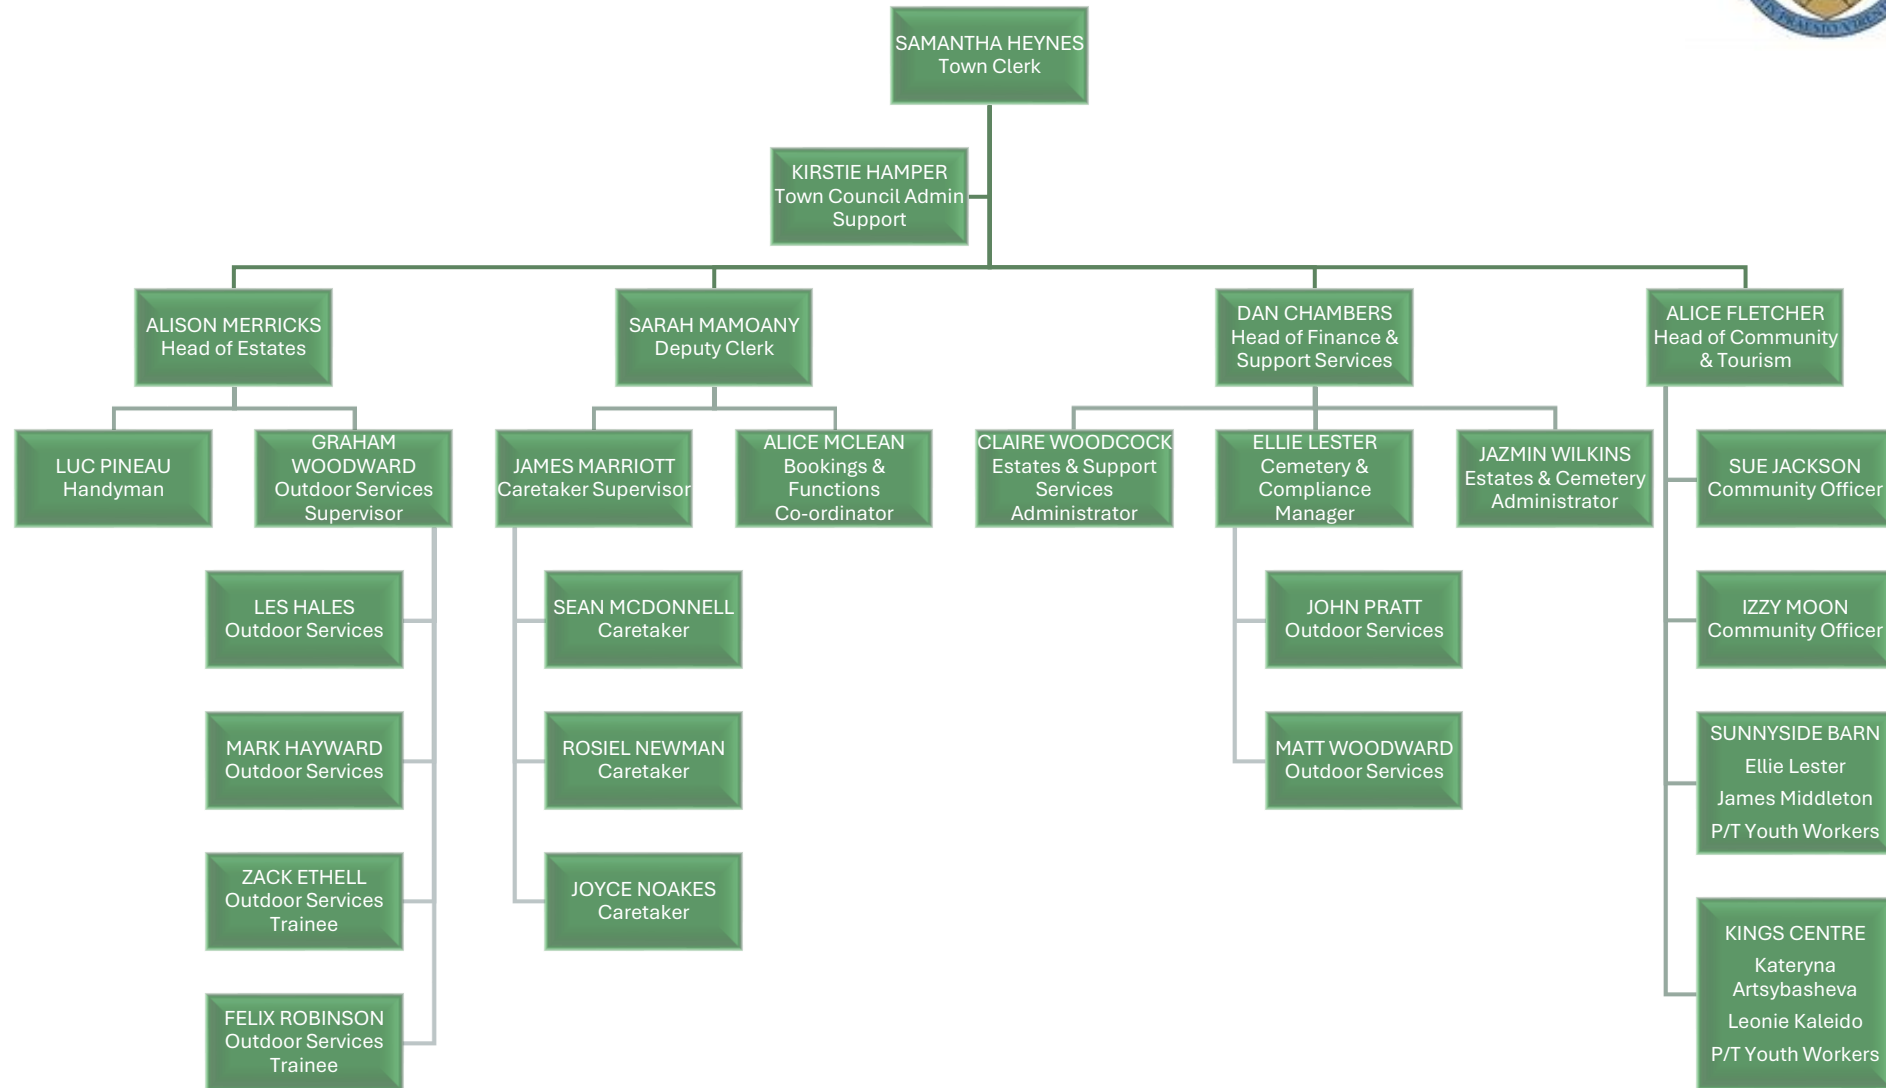 SAMANTHA HEYNES
Town Clerk
KIRSTIE HAMPER
Town Council Admin
Support
ALISON MERRICKS
Head of Estates
SARAH MAMOANY
Deputy Clerk
DAN CHAMBERS
Head of Finance &
Support Services
ALICE FLETCHER
Head of Community
& Tourism
LUC PINEAU
Handyman
GRAHAM
WOODWARD
Outdoor Services
Supervisor
JAMES MARRIOTT
Caretaker Supervisor
ALICE MCLEAN
Bookings &
Functions
Co-ordinator
CLAIRE WOODCOCK
Estates & Support
Services
Administrator
ELLIE LESTER
Cemetery &
Compliance
Manager
JAZMIN WILKINS
Estates & Cemetery
Administrator
SUE JACKSON
Community Officer
LES HALES
Outdoor Services
SEAN MCDONNELL
Caretaker
JOHN PRATT
Outdoor Services
IZZY MOON
Community Officer
MARK HAYWARD
Outdoor Services
ROSIEL NEWMAN
Caretaker
MATT WOODWARD
Outdoor Services
SUNNYSIDE BARN
Ellie Lester
James Middleton
P/T Youth Workers
ZACK ETHELL
Outdoor Services
Trainee
JOYCE NOAKES
Caretaker
KINGS CENTRE
Kateryna
Artsybasheva
Leonie Kaleido
P/T Youth Workers
FELIX ROBINSON
Outdoor Services
Trainee